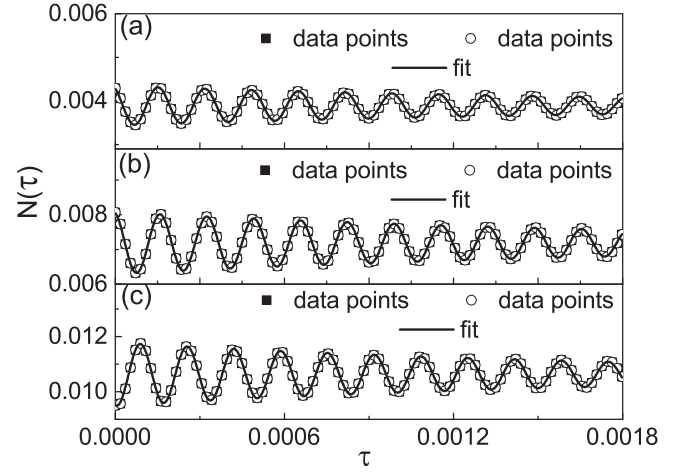 0.006
(a)
data points
data points
fit
0.004
(b)
data points
data points
fit
0.008
0.006
(c)
data points
data points
fit
0.012
0.010
N(τ)
0.0000
0.0006
0.0012
0.0018
τ